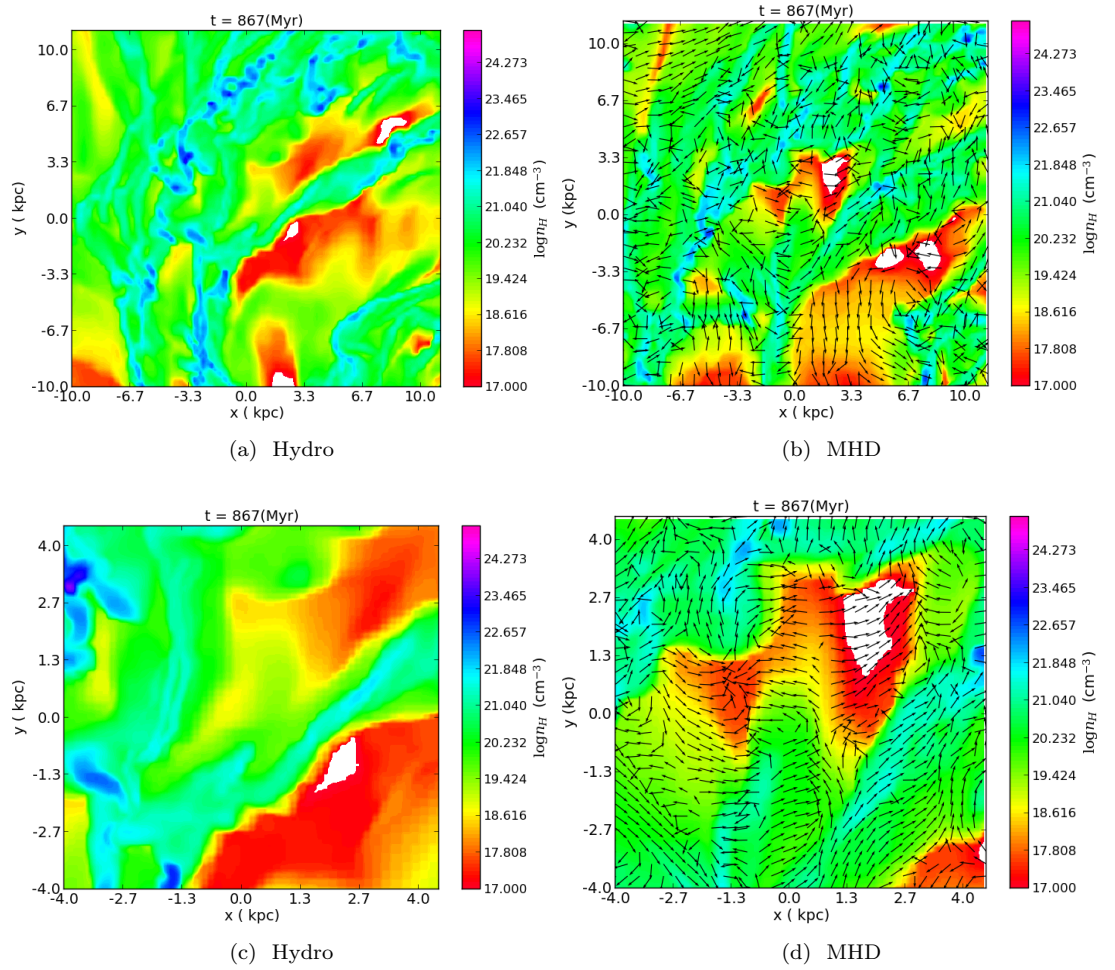 t = 867(Myr)
10.0
6.7
3.3
0.0
-3.3
-6.7
-10.0
y ( kpc)
-10.0 -6.7 -3.3 0.0 3.3 6.7 10.0
x ( kpc)
24.273
23.465
22.657
21.848
21.040
20.232
19.424
18.616
17.808
17.000
logn_H (cm⁻³)
(a) Hydro
t = 867(Myr)
10.0
6.7
3.3
0.0
-3.3
-6.7
-10.0
y (kpc)
-10.0 -6.7 -3.3 0.0 3.3 6.7 10.0
x ( kpc)
24.273
23.465
22.657
21.848
21.040
20.232
19.424
18.616
17.808
17.000
logn_H (cm⁻³)
(b) MHD
t = 867(Myr)
4.0
2.7
1.3
0.0
-1.3
-2.7
-4.0
y ( kpc)
-4.0 -2.7 -1.3 0.0 1.3 2.6 4.0
x ( kpc)
24.273
23.465
22.657
21.848
21.040
20.232
19.424
18.616
17.808
17.000
logn_H (cm⁻³)
(c) Hydro
t = 867(Myr)
4.0
2.7
1.3
0.0
-1.3
-2.7
-4.0
y ( kpc)
-4.0 -2.7 -1.3 0.0 1.3 2.7 4.0
x ( kpc)
24.273
23.465
22.657
21.848
21.040
20.232
19.424
18.616
17.808
17.000
logn_H (cm⁻³)
(d) MHD